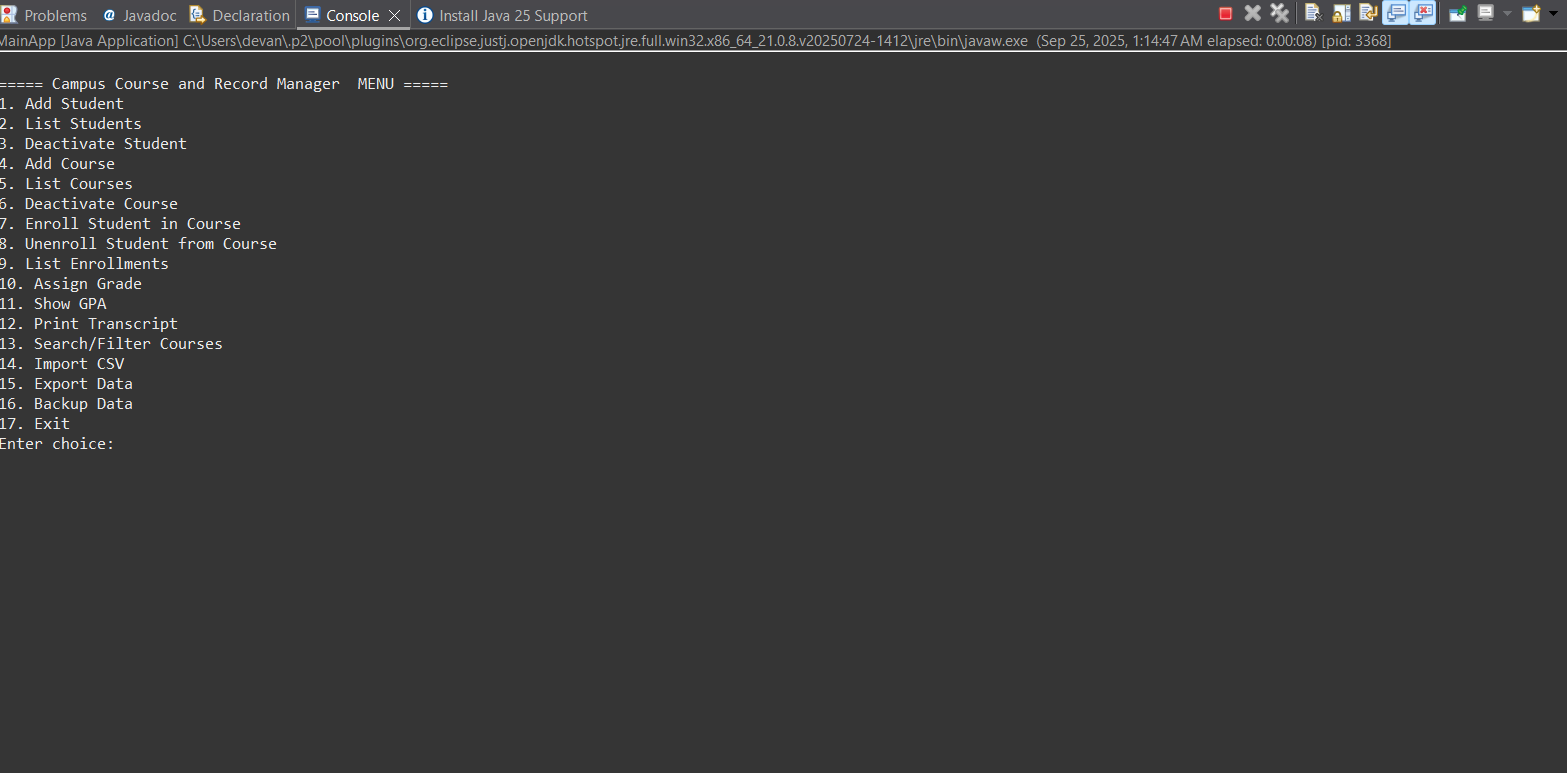 Problems @ Javadoc Declaration Console Install Java 25 Support
MainApp [Java Application] C:\Users\devan\.p2\pool\plugins\org.eclipse.justj.openjdk.hotspot.jre.full.win32.x86_64_21.0.8.v20250724-1412\jre\bin\javaw.exe (Sep 25, 2025, 1:14:47 AM elapsed: 0:00:08) [pid: 3368]
===== Campus Course and Record Manager  MENU =====
1. Add Student
2. List Students
3. Deactivate Student
4. Add Course
5. List Courses
6. Deactivate Course
7. Enroll Student in Course
8. Unenroll Student from Course
9. List Enrollments
10. Assign Grade
11. Show GPA
12. Print Transcript
13. Search/Filter Courses
14. Import CSV
15. Export Data
16. Backup Data
17. Exit
Enter choice: